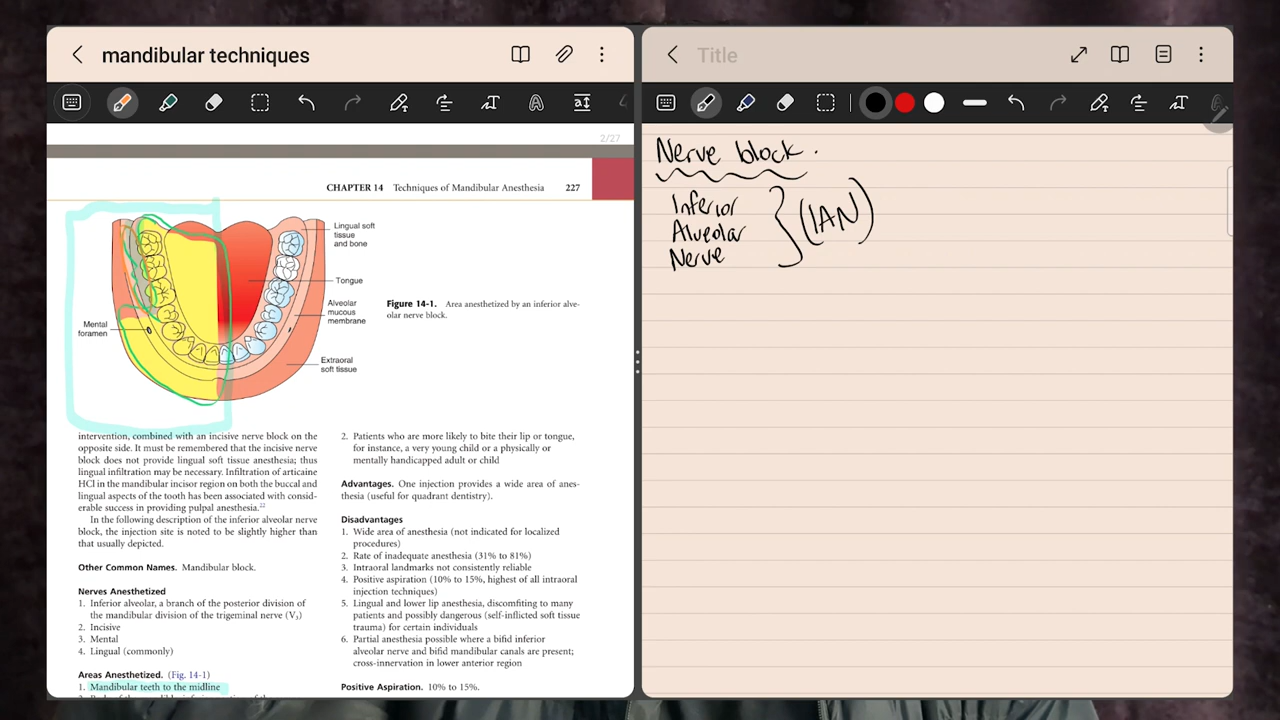 mandibular techniques
Title
2/27
CHAPTER 14 Techniques of Mandibular Anesthesia 227
Lingual soft
tissue
and bone
Tongue
Alveolar
mucous
membrane
Extraoral
soft tissue
Mental
foramen
Figure 14-1. Area anesthetized by an inferior alve-
olar nerve block.
intervention, combined with an incisive nerve block on the
opposite side. It must be remembered that the incisive nerve
block does not provide lingual soft tissue anesthesia; thus
lingual infiltration may be necessary. Infiltration of articaine
HCl in the mandibular incisor region on both the buccal and
lingual aspects of the tooth has been associated with consid-
erable success in providing pulpal anesthesia.22
In the following description of the inferior alveolar nerve
block, the injection site is noted to be slightly higher than
that usually depicted.
Other Common Names. Mandibular block.
Nerves Anesthetized
1. Inferior alveolar, a branch of the posterior division of
the mandibular division of the trigeminal nerve (V3)
2. Incisive
3. Mental
4. Lingual (commonly)
Areas Anesthetized. (Fig. 14-1)
1. Mandibular teeth to the midline
2. Patients who are more likely to bite their lip or tongue,
for instance, a very young child or a physically or
mentally handicapped adult or child
Advantages. One injection provides a wide area of anes-
thesia (useful for quadrant dentistry).
Disadvantages
1. Wide area of anesthesia (not indicated for localized
procedures)
2. Rate of inadequate anesthesia (31% to 81%)
3. Intraoral landmarks not consistently reliable
4. Positive aspiration (10% to 15%, highest of all intraoral
injection techniques)
5. Lingual and lower lip anesthesia, discomfiting to many
patients and possibly dangerous (self-inflicted soft tissue
trauma) for certain individuals
6. Partial anesthesia possible where a bifid inferior
alveolar nerve and bifid mandibular canals are present;
cross-innervation in lower anterior region
Positive Aspiration. 10% to 15%.
Nerve block.
Inferior
Alveolar
Nerve
(IAN)